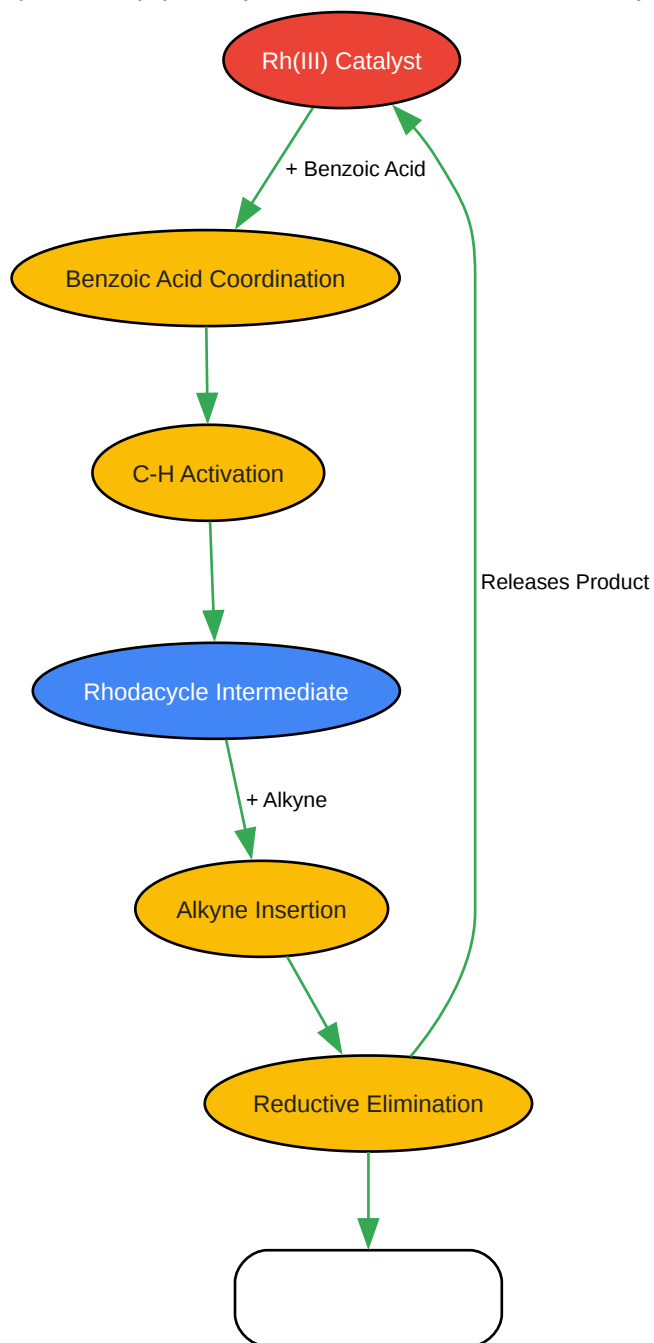 Rh(III) Catalyst
+ Benzoic Acid
Benzoic Acid Coordination
C-H Activation
Releases Product
Rhodacycle Intermediate
+ Alkyne
Alkyne Insertion
Reductive Elimination